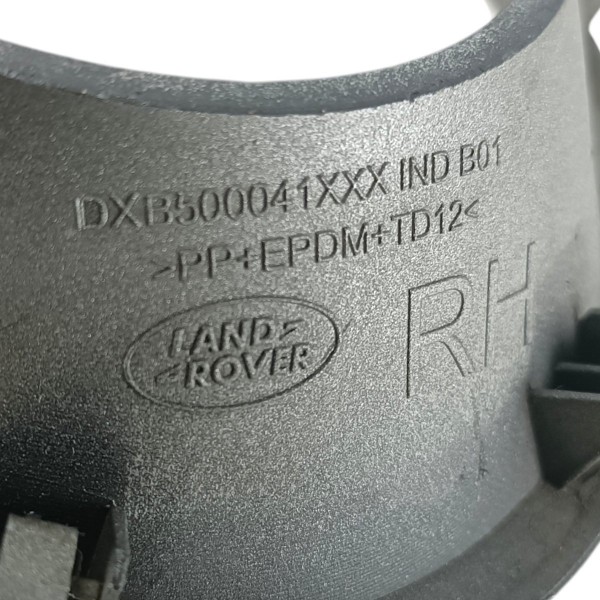 DXB500041XXX IND B01
>PP+EPDM+TD12<
LAND
ROVER
RH